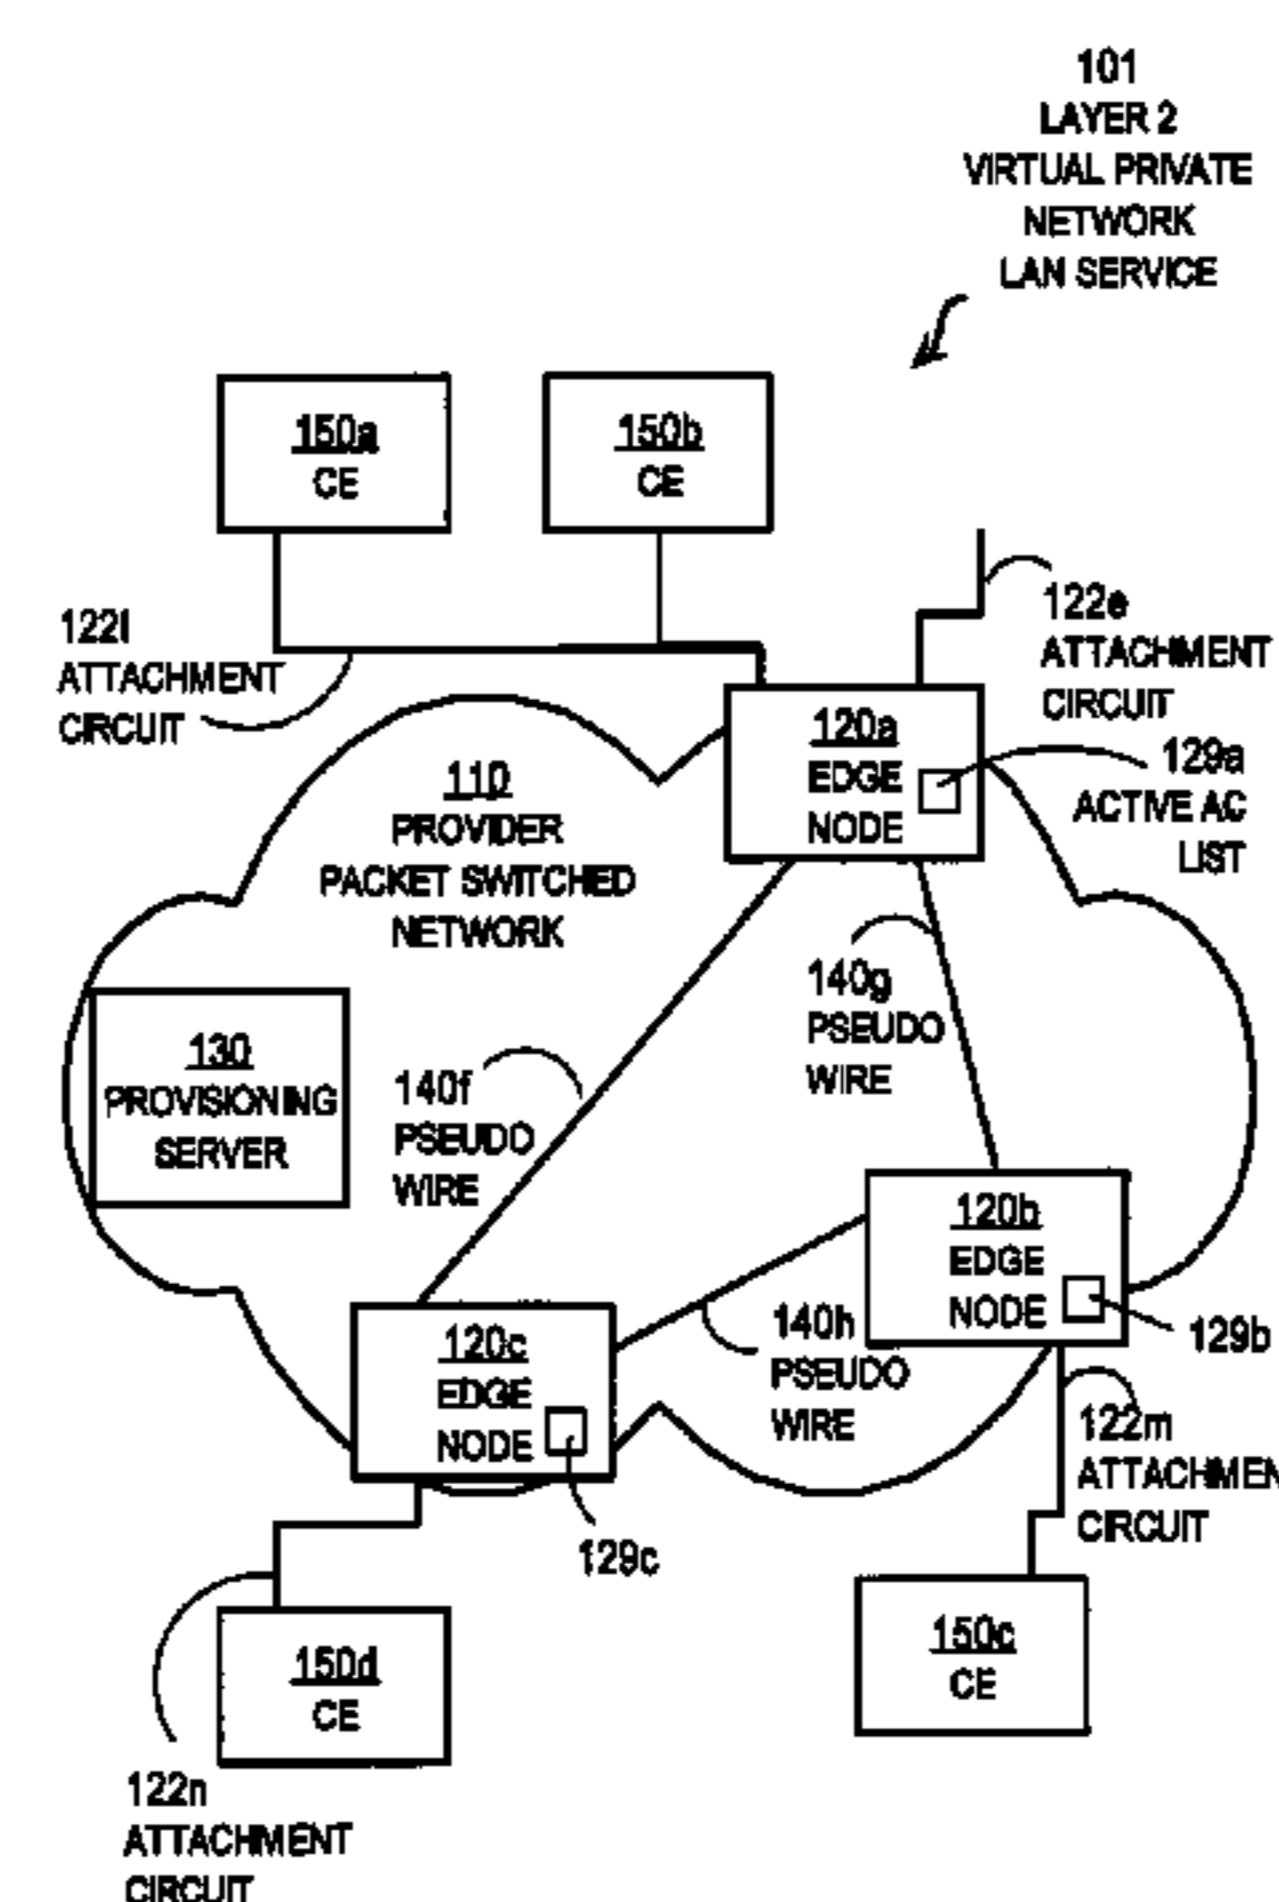 101
LAYER 2
VIRTUAL PRIVATE
NETWORK
LAN SERVICE
150a
CE
150b
CE
122l
ATTACHMENT
CIRCUIT
122e
ATTACHMENT
CIRCUIT
120a
EDGE
NODE
129a
ACTIVE AC
LIST
110
PROVIDER
PACKET SWITCHED
NETWORK
140g
PSEUDO
WIRE
130
PROVISIONING
SERVER
140f
PSEUDO
WIRE
120b
EDGE
NODE
129b
140h
PSEUDO
WIRE
120c
EDGE
NODE
129c
122m
ATTACHMEN
CIRCUIT
150c
CE
150d
CE
122n
ATTACHMENT
CIRCUIT